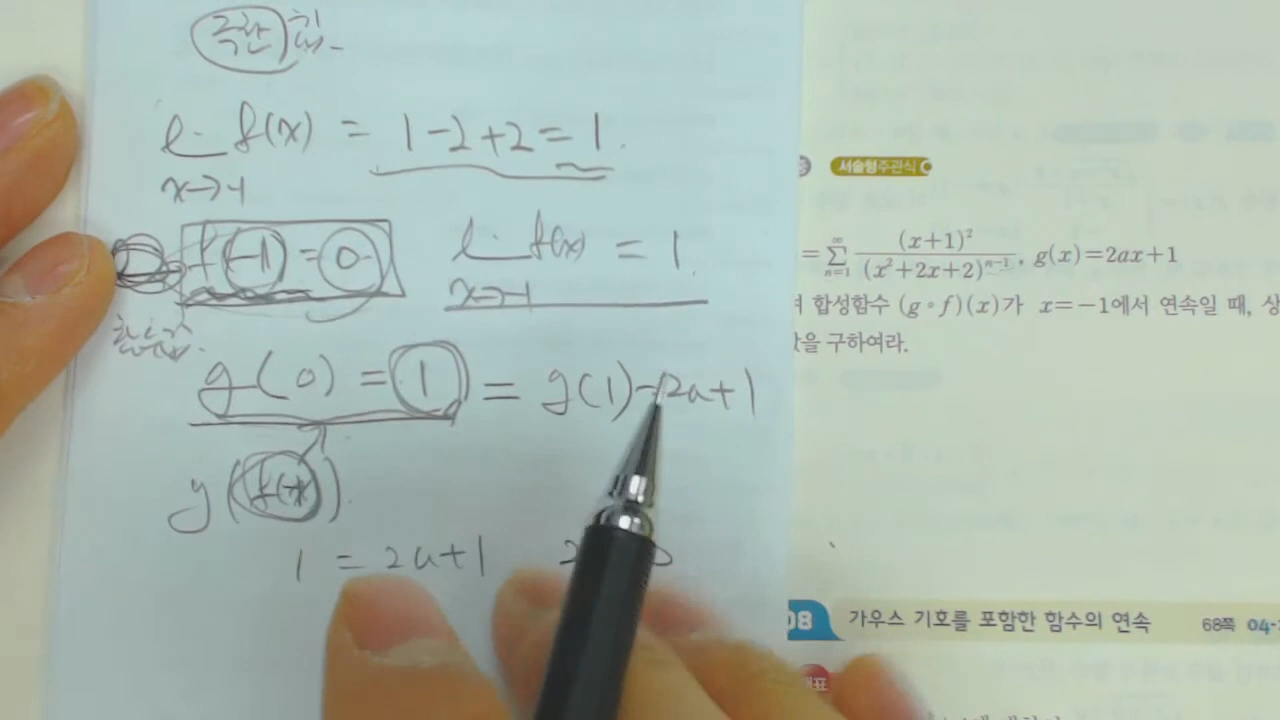 극한값
lim f(x) = 1-2+2 = 1.
x→-1
f(-1) = 0
lim f(x) = 1
x→-1
함숫값.
g(0) = 1 = g(1) = 2a+1
g(f(-1))
1 = 2a+1
서술형주관식
= ∑ n=1 ∞ (x+1)² / (x²+2x+2)ⁿ⁻¹, g(x)=2ax+1
합성함수 (g∘f)(x)가 x=-1에서 연속일 때, 상
구하여라.
08 가우스 기호를 포함한 함수의 연속 68쪽 04-